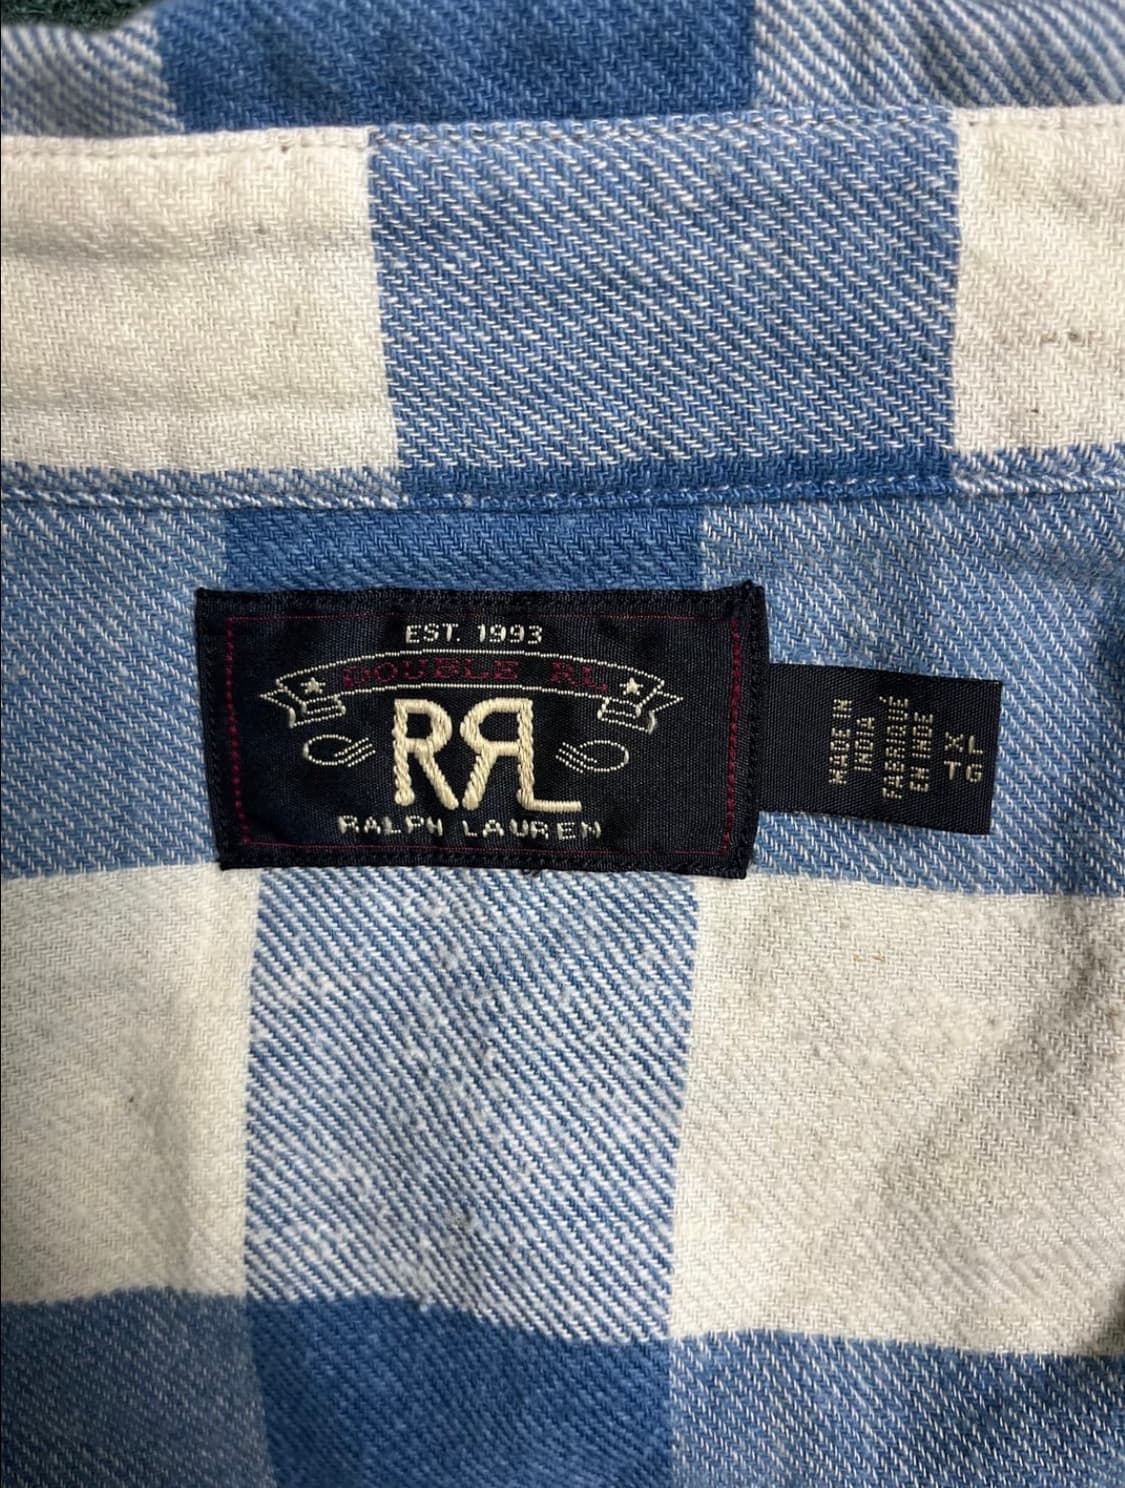 EST. 1993
DOUBLE RL
RRL
RALPH LAUREN
MADE IN
INDIA
FABRIQUÉ
EN INDE
XL
TG